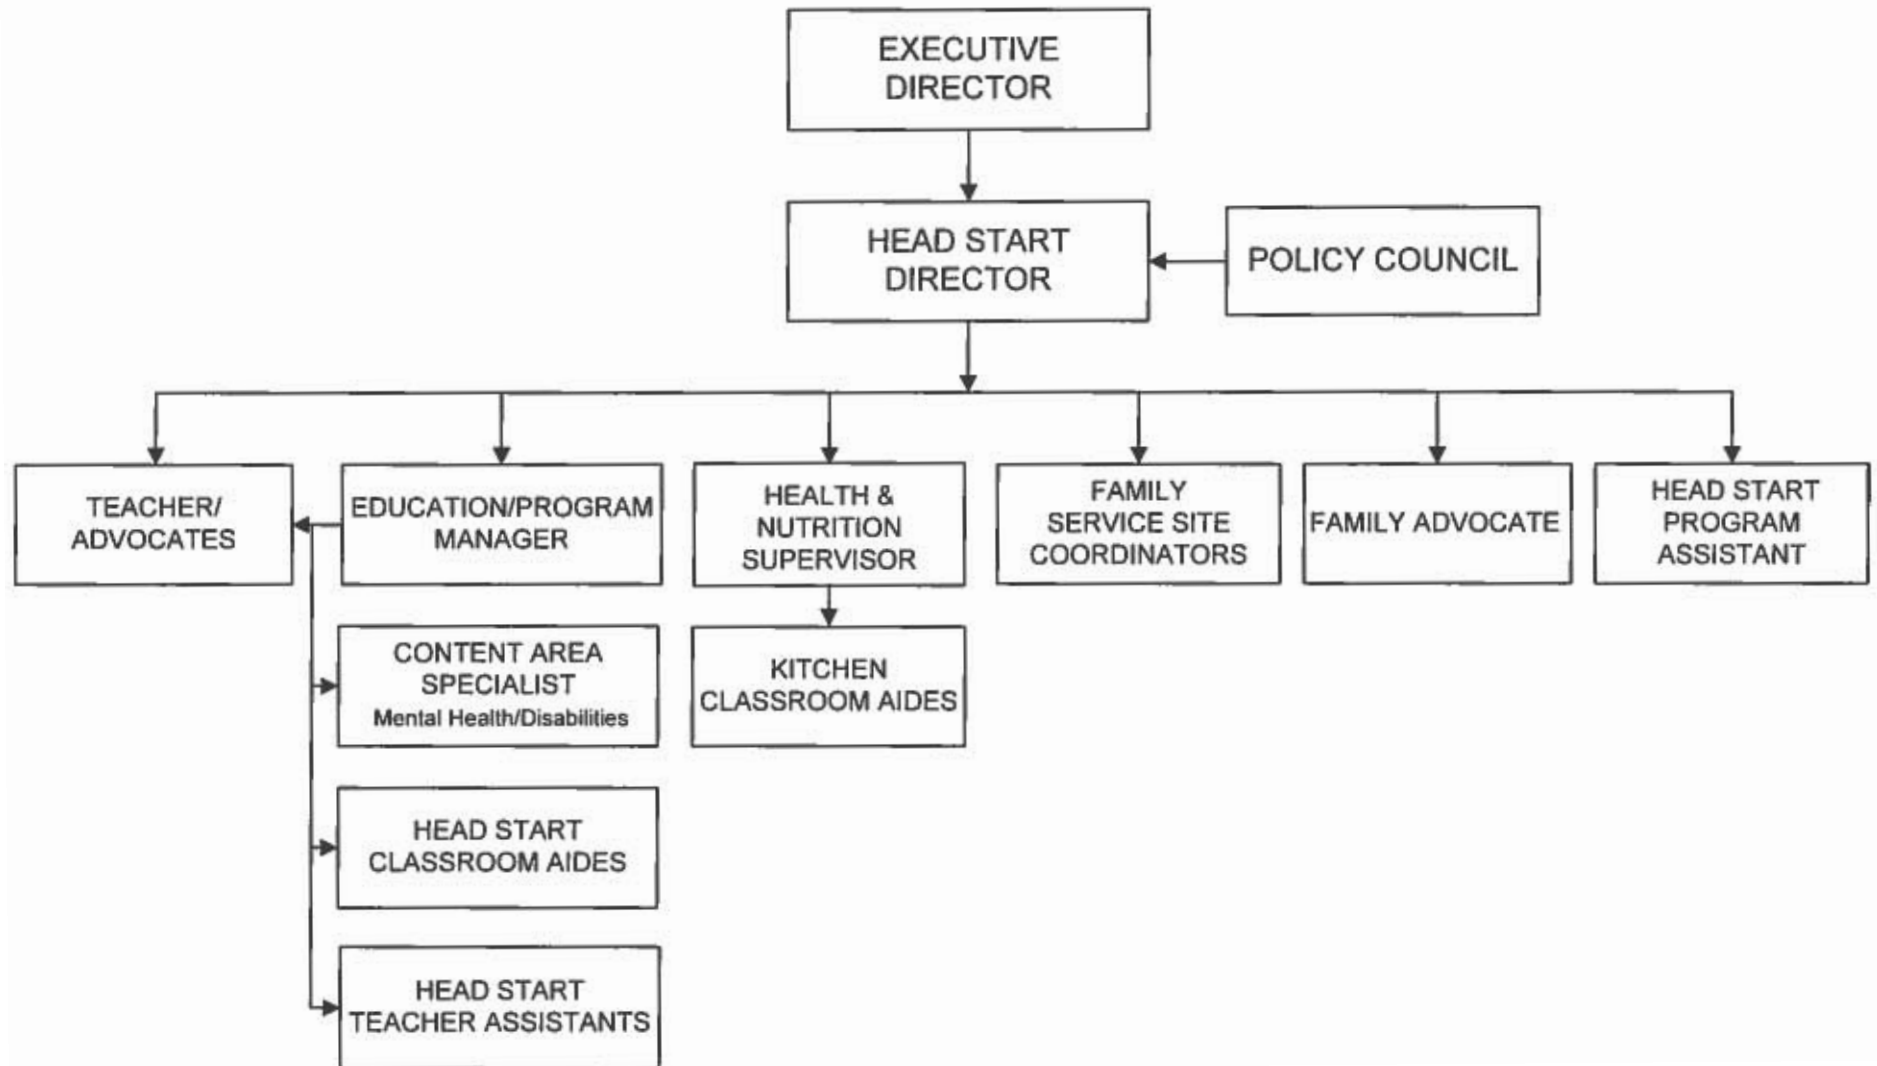 EXECUTIVE
DIRECTOR
HEAD START
DIRECTOR
POLICY COUNCIL
TEACHER/
ADVOCATES
EDUCATION/PROGRAM
MANAGER
HEALTH &
NUTRITION
SUPERVISOR
FAMILY
SERVICE SITE
COORDINATORS
FAMILY ADVOCATE
HEAD START
PROGRAM
ASSISTANT
CONTENT AREA
SPECIALIST
Mental Health/Disabilities
KITCHEN
CLASSROOM AIDES
HEAD START
CLASSROOM AIDES
HEAD START
TEACHER ASSISTANTS